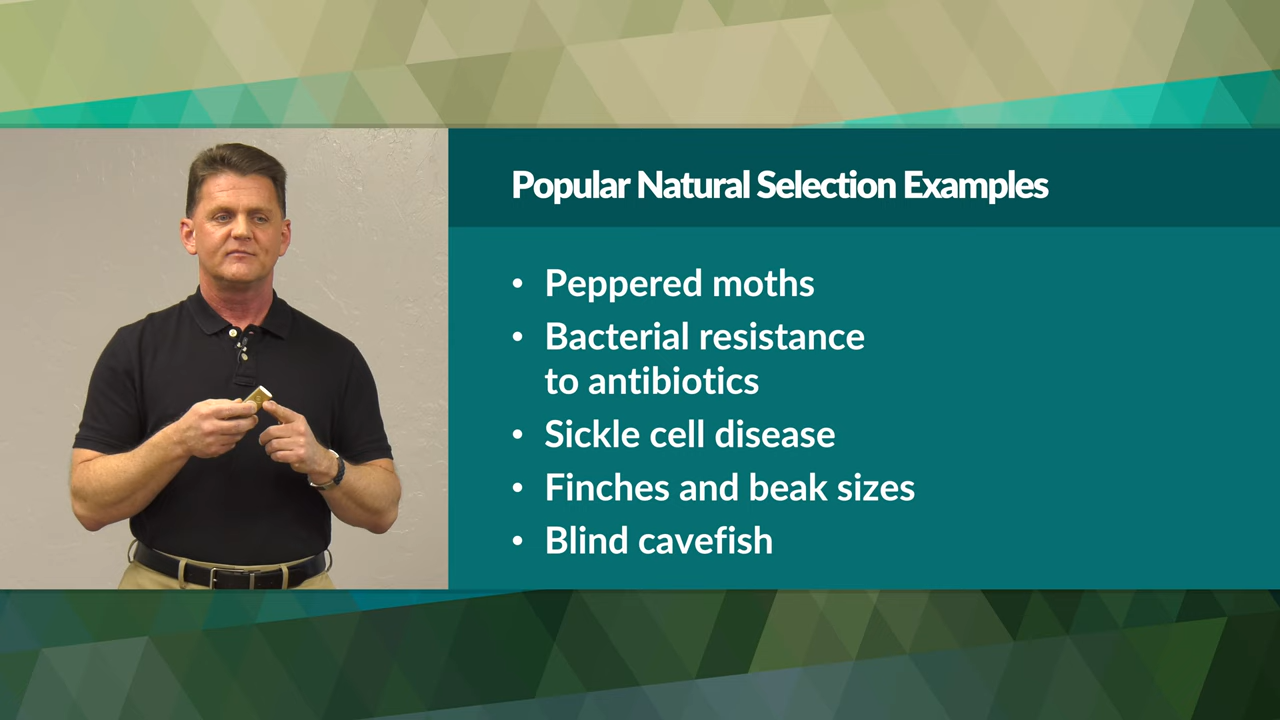 Popular Natural Selection Examples
• Peppered moths
• Bacterial resistance
to antibiotics
• Sickle cell disease
• Finches and beak sizes
• Blind cavefish